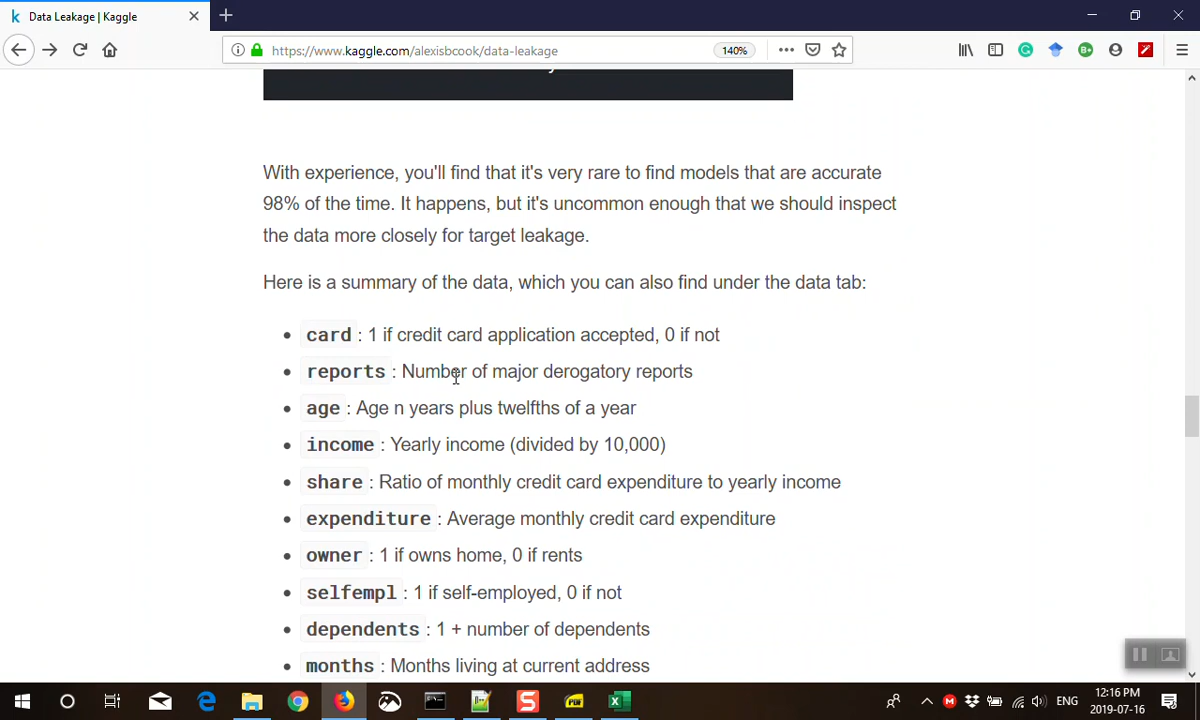 Data Leakage | Kaggle
https://www.kaggle.com/alexisbcook/data-leakage
140%
With experience, you'll find that it's very rare to find models that are accurate
98% of the time. It happens, but it's uncommon enough that we should inspect
the data more closely for target leakage.
Here is a summary of the data, which you can also find under the data tab:
card : 1 if credit card application accepted, 0 if not
reports : Number of major derogatory reports
age : Age n years plus twelfths of a year
income : Yearly income (divided by 10,000)
share : Ratio of monthly credit card expenditure to yearly income
expenditure : Average monthly credit card expenditure
owner : 1 if owns home, 0 if rents
selfempl : 1 if self-employed, 0 if not
dependents : 1 + number of dependents
months : Months living at current address
ENG
12:16 PM
2019-07-16